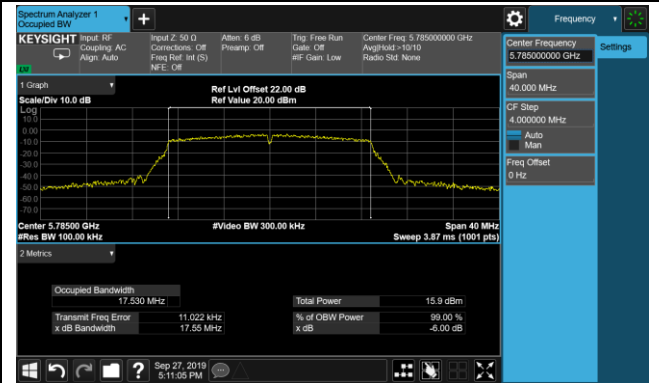 Spectrum Analyzer 1
Occupied BW
+
Frequency
KEYSIGHT
Input: RF
Coupling: AC
Align: Auto
Input Z: 50 Ω
Corrections: Off
Freq Ref: Int (S)
NFE: Off
Atten: 6 dB
Preamp: Off
Trig: Free Run
Gate: Off
#IF Gain: Low
Center Freq: 5.785000000 GHz
Avg|Hold:>10/10
Radio Std: None
Center Frequency
5.785000000 GHz
Settings
Span
40.000 MHz
CF Step
4.000000 MHz
Auto
Man
Freq Offset
0 Hz
1 Graph
Scale/Div 10.0 dB
Ref Lvl Offset 22.00 dB
Ref Value 20.00 dBm
Log
10.0
0.00
-10.0
-20.0
-30.0
-40.0
-50.0
-60.0
-70.0
Center 5.78500 GHz
#Video BW 300.00 kHz
Span 40 MHz
#Res BW 100.00 kHz
Sweep 3.87 ms (1001 pts)
2 Metrics
Occupied Bandwidth
17.530 MHz
Total Power 15.9 dBm
Transmit Freq Error 11.022 kHz
% of OBW Power 99.00 %
x dB Bandwidth 17.55 MHz
x dB -6.00 dB
?
Sep 27, 2019
5:11:05 PM